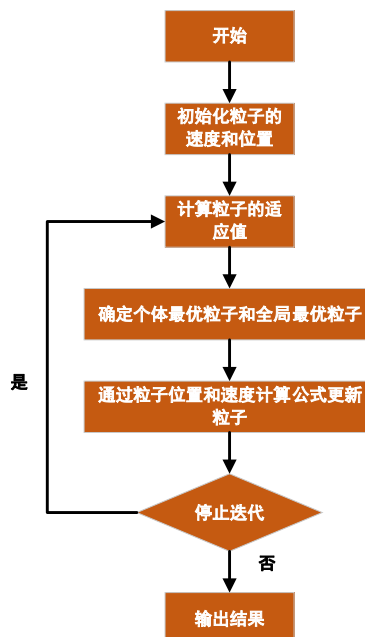 开始
初始化粒子的
速度和位置
计算粒子的适
应值
确定个体最优粒子和全局最优粒子
通过粒子位置和速度计算公式更新
粒子
是
停止迭代
否
输出结果